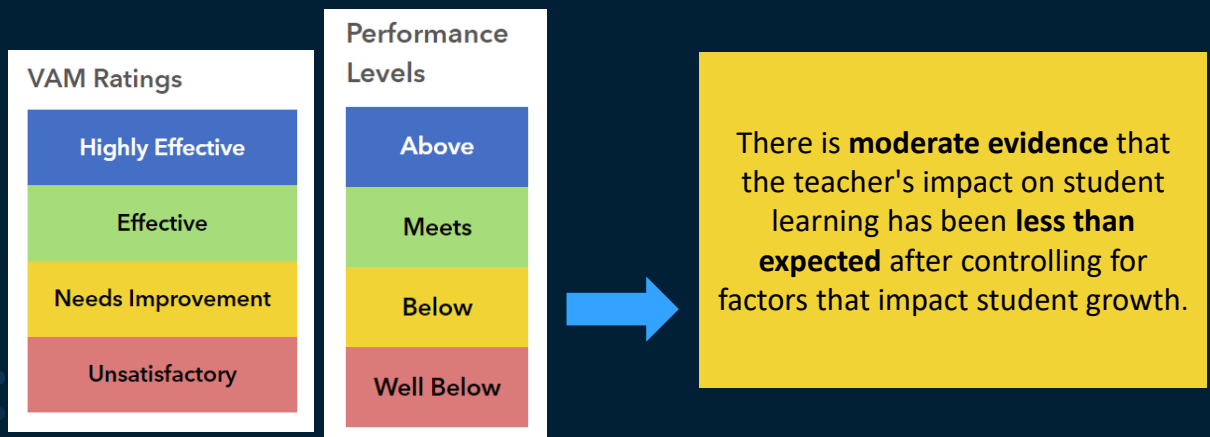 VAM Ratings
Highly Effective
Effective
Needs Improvement
Unsatisfactory
Performance
Levels
Above
Meets
Below
Well Below
There is moderate evidence that
the teacher's impact on student
learning has been less than
expected after controlling for
factors that impact student growth.